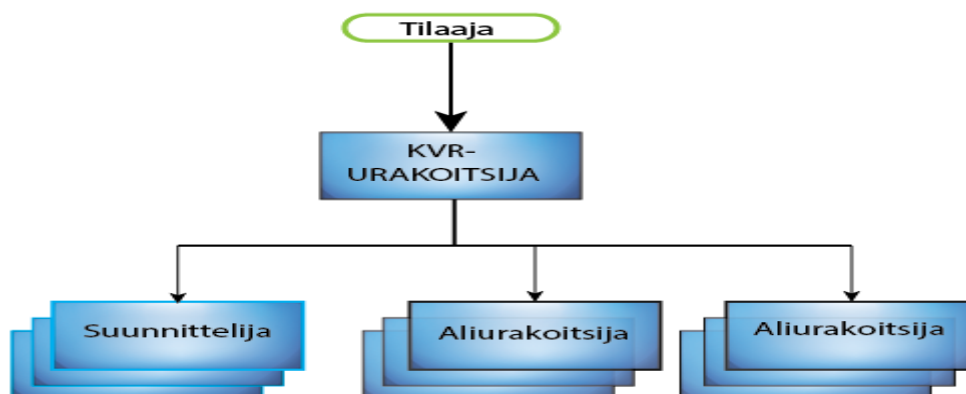 Tilaaja
KVR-
URAKOITSIJA
Suunnittelija
Aliurakoitsija
Aliurakoitsija